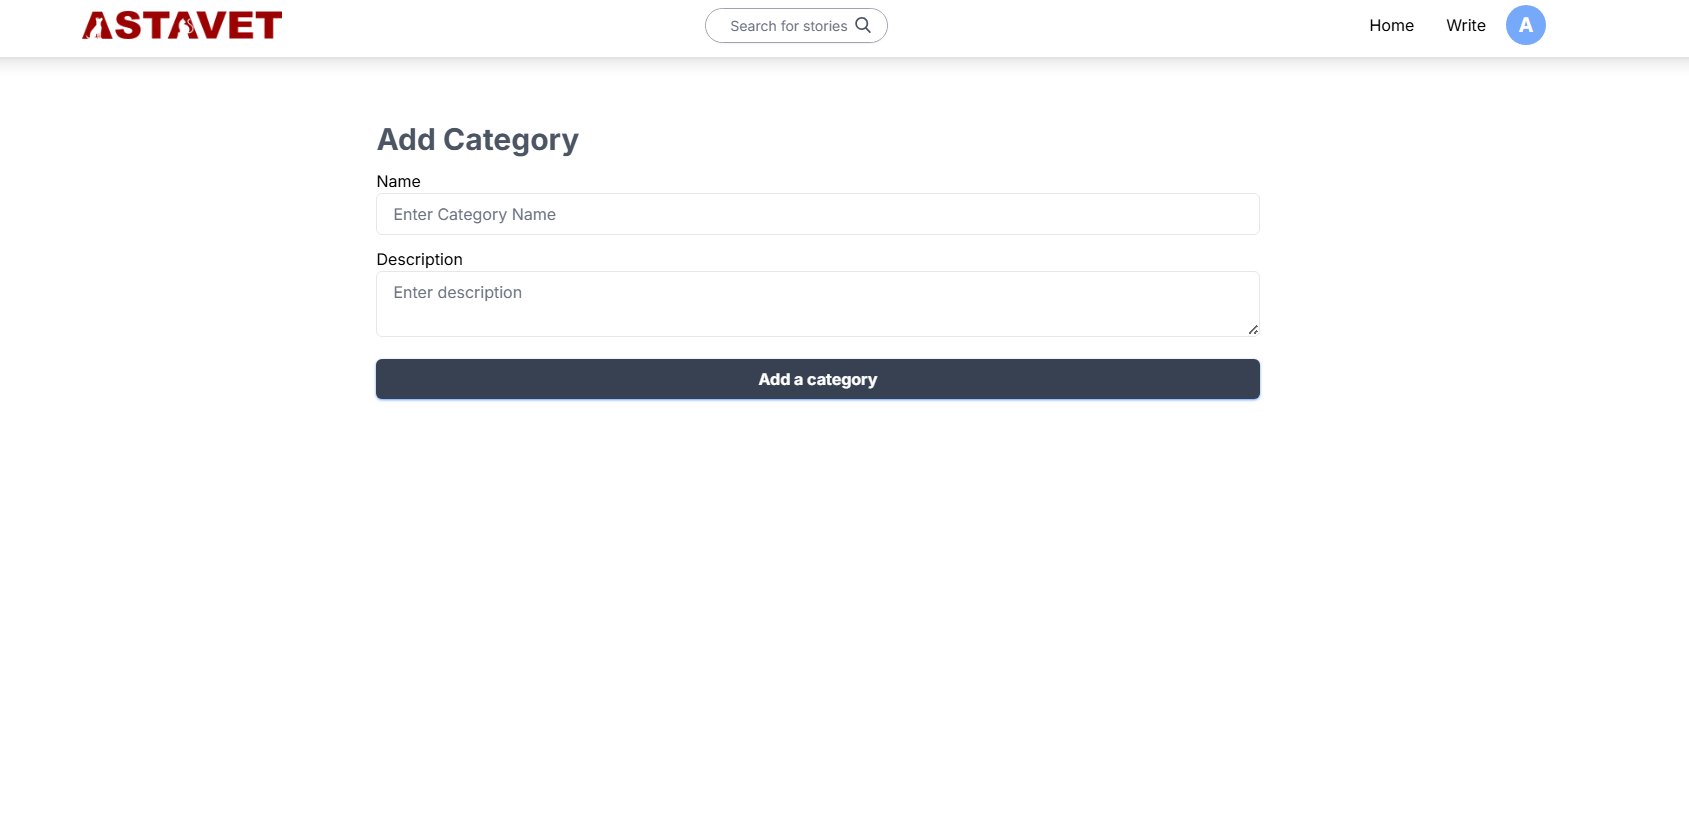 ASTAVET
Search for stories
Home
Write
A
Add Category
Name
Enter Category Name
Description
Enter description
Add a category